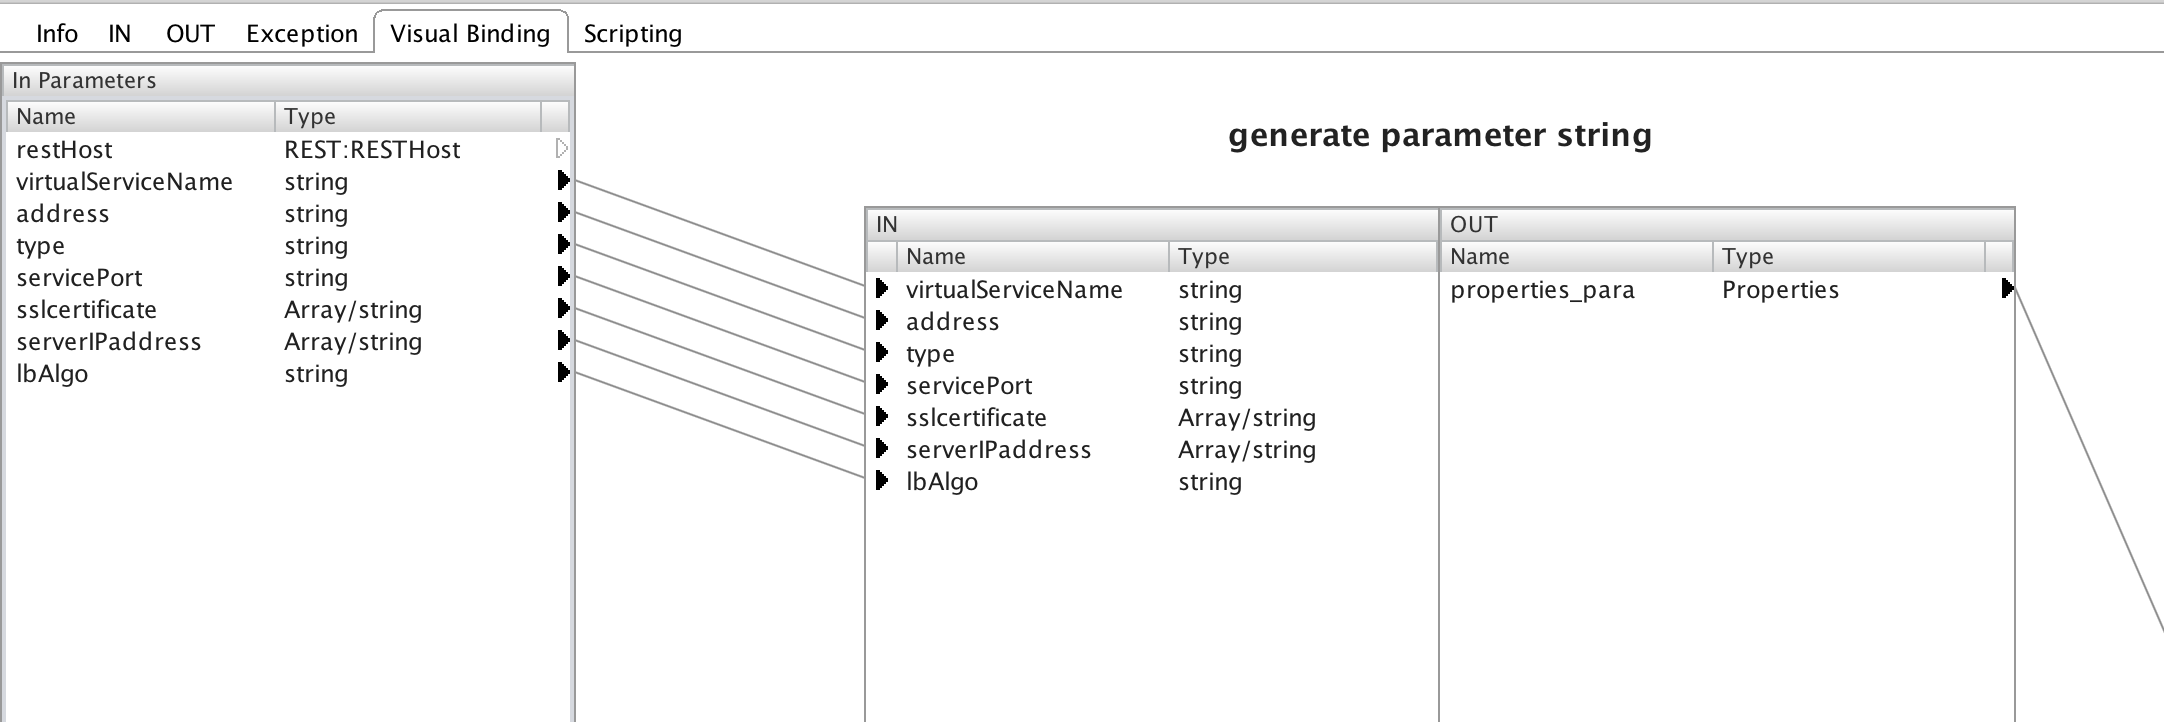 Info IN OUT Exception Visual Binding Scripting
In Parameters
Name Type
restHost REST:RESTHost
virtualServiceName string
address string
type string
servicePort string
sslcertificate Array/string
serverIPaddress Array/string
lbAlgo string
generate parameter string
IN OUT
Name Type Name Type
virtualServiceName string properties_para Properties
address string
type string
servicePort string
sslcertificate Array/string
serverIPaddress Array/string
lbAlgo string